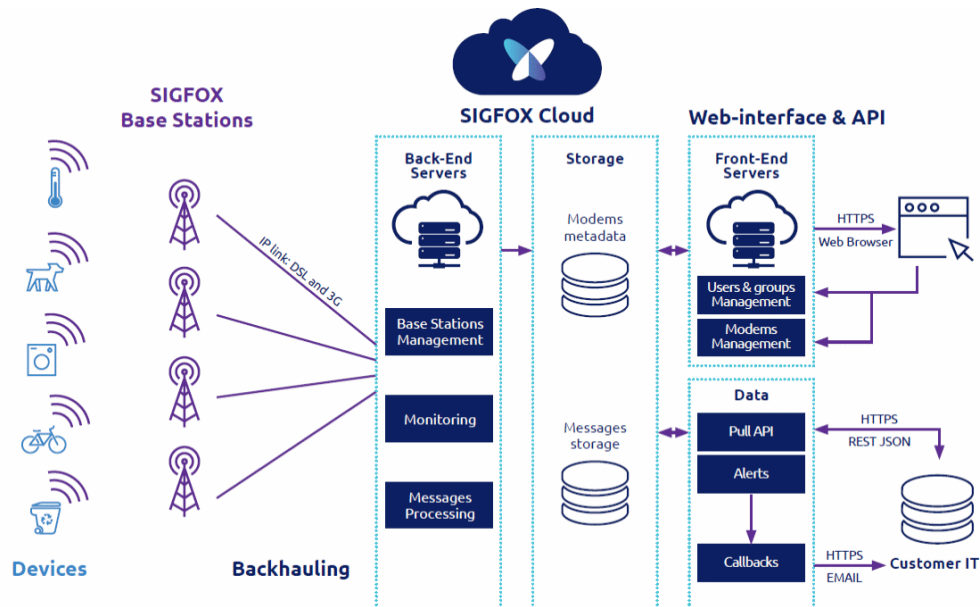 SIGFOX
Base Stations
SIGFOX Cloud
Web-interface & API
Back-End
Servers
Storage
Front-End
Servers
Modems
metadata
HTTPS
Web Browser
IP link: DSL and 3G
Users & groups
Management
Base Stations
Management
Modems
Management
Data
Monitoring
Messages
storage
Pull API
HTTPS
REST JSON
Alerts
Messages
Processing
Devices
Backhauling
Callbacks
HTTPS
EMAIL
Customer IT